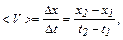 < V >= Δx / Δt = x₂ - x₁ / t₂ - t₁ ,